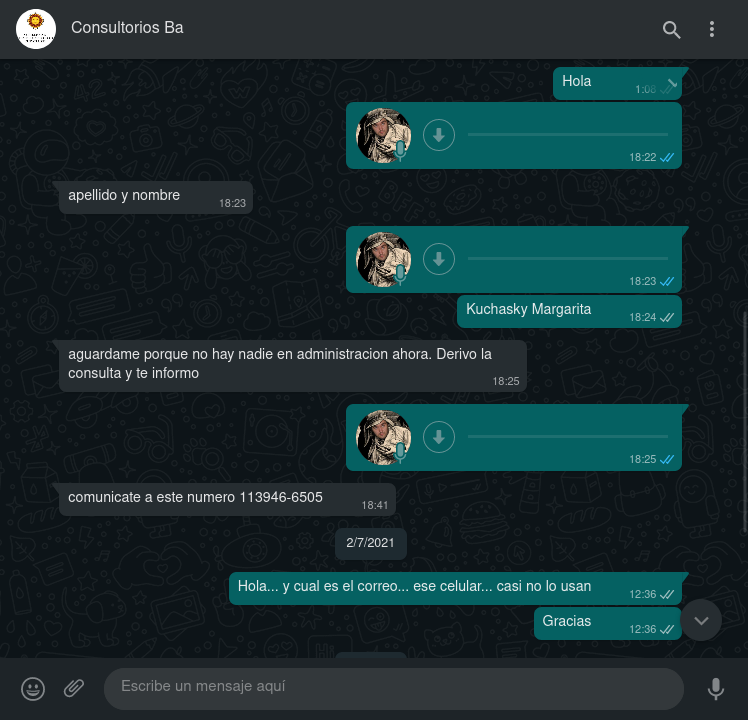 Consultorios Ba
Hola
1:08
18:22
apellido y nombre
18:23
18:23
Kuchasky Margarita
18:24
aguardame porque no hay nadie en administracion ahora. Derivo la
consulta y te informo
18:25
18:25
comunicate a este numero 113946-6505
18:41
2/7/2021
Hola... y cual es el correo... ese celular... casi no lo usan
12:36
Gracias
12:36
Escribe un mensaje aquí